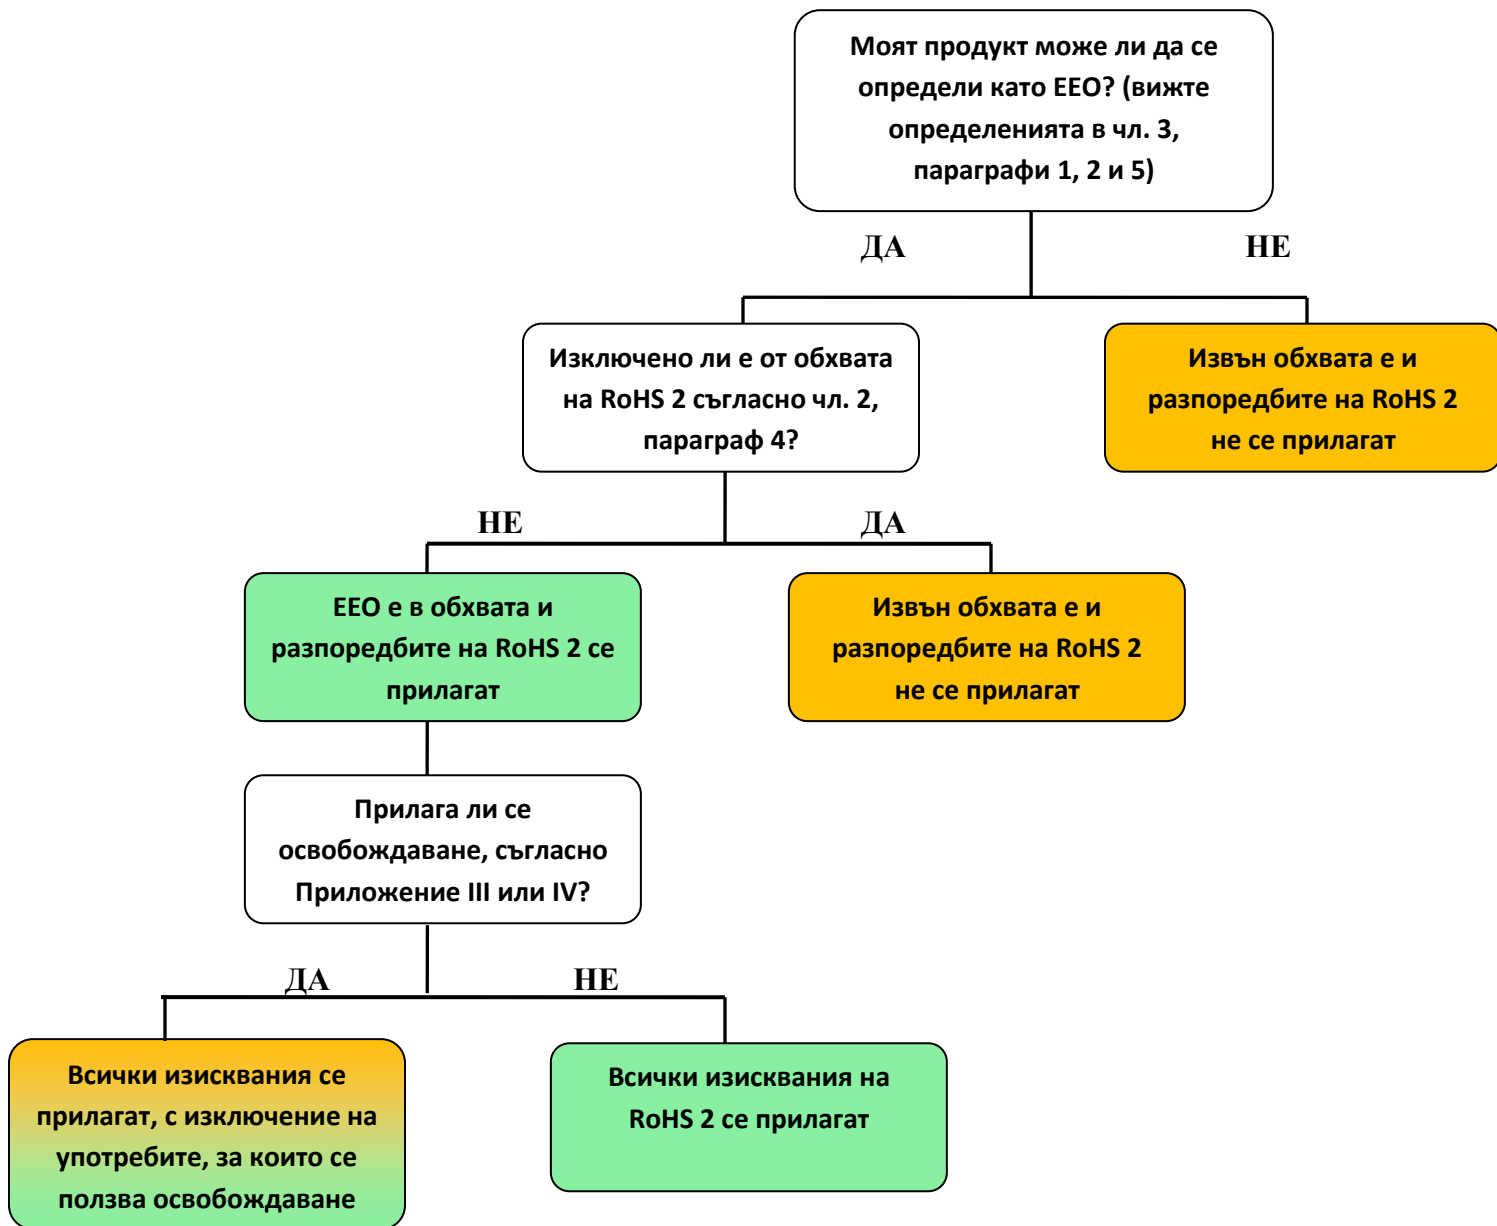 Моят продукт може ли да се
определи като ЕЕО? (вижте
определенията в чл. 3,
параграфи 1, 2 и 5)
ДА
НЕ
Изключено ли е от обхвата
на RoHS 2 съгласно чл. 2,
параграф 4?
Извън обхвата е и
разпоредбите на RoHS 2
не се прилагат
НЕ
ДА
ЕЕО е в обхвата и
разпоредбите на RoHS 2 се
прилагат
Извън обхвата е и
разпоредбите на RoHS 2
не се прилагат
Прилага ли се
освобождаване, съгласно
Приложение III или IV?
ДА
НЕ
Всички изисквания се
прилагат, с изключение на
употребите, за които се
ползва освобождаване
Всички изисквания на
RoHS 2 се прилагат